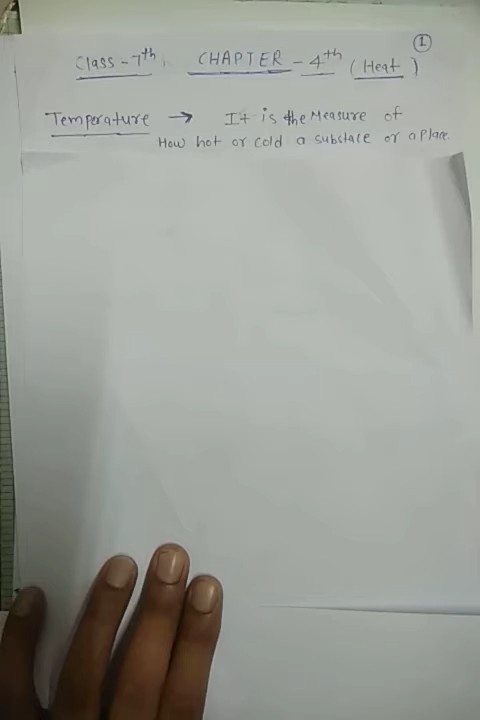 ①
Class - 7th, CHAPTER - 4th (Heat)
Temperature → It is the Measure of
How hot or cold a substace or a place.